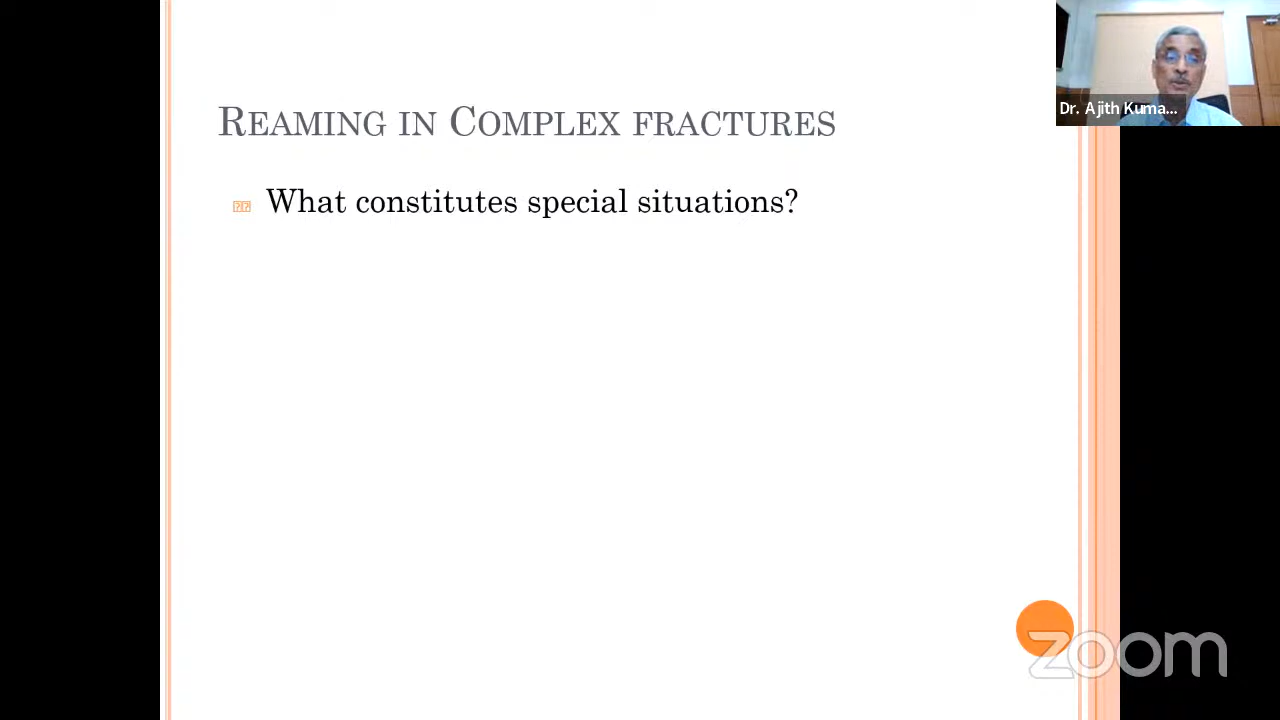 Reaming in Complex fractures
What constitutes special situations?
Dr. Ajith Kuma...
zoom